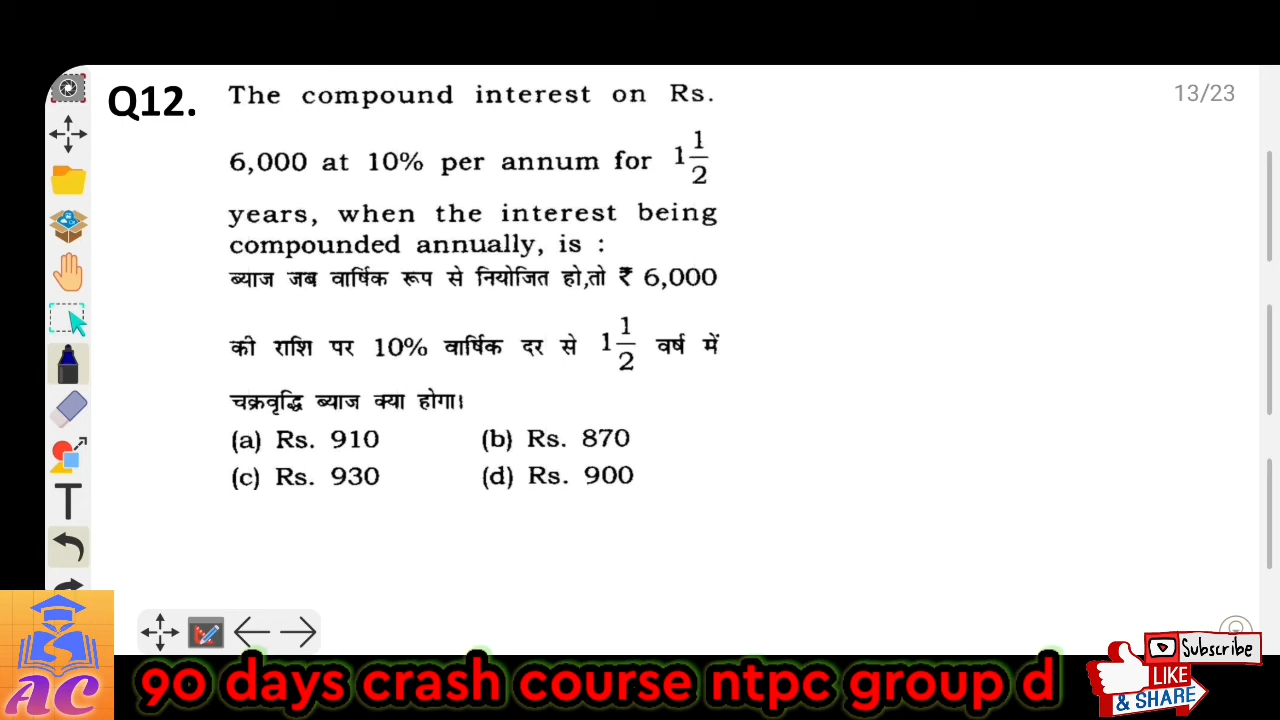 13/23
Q12. The compound interest on Rs.
6,000 at 10% per annum for 1 1/2
years, when the interest being
compounded annually, is :
ब्याज जब वार्षिक रूप से नियोजित हो,तो ₹ 6,000
की राशि पर 10% वार्षिक दर से 1 1/2 वर्ष में
चक्रवृद्धि ब्याज क्या होगा।
(a) Rs. 910 (b) Rs. 870
(c) Rs. 930 (d) Rs. 900
T
S
AC
90 days crash course ntpc group d
Subscribe
LIKE
& SHARE